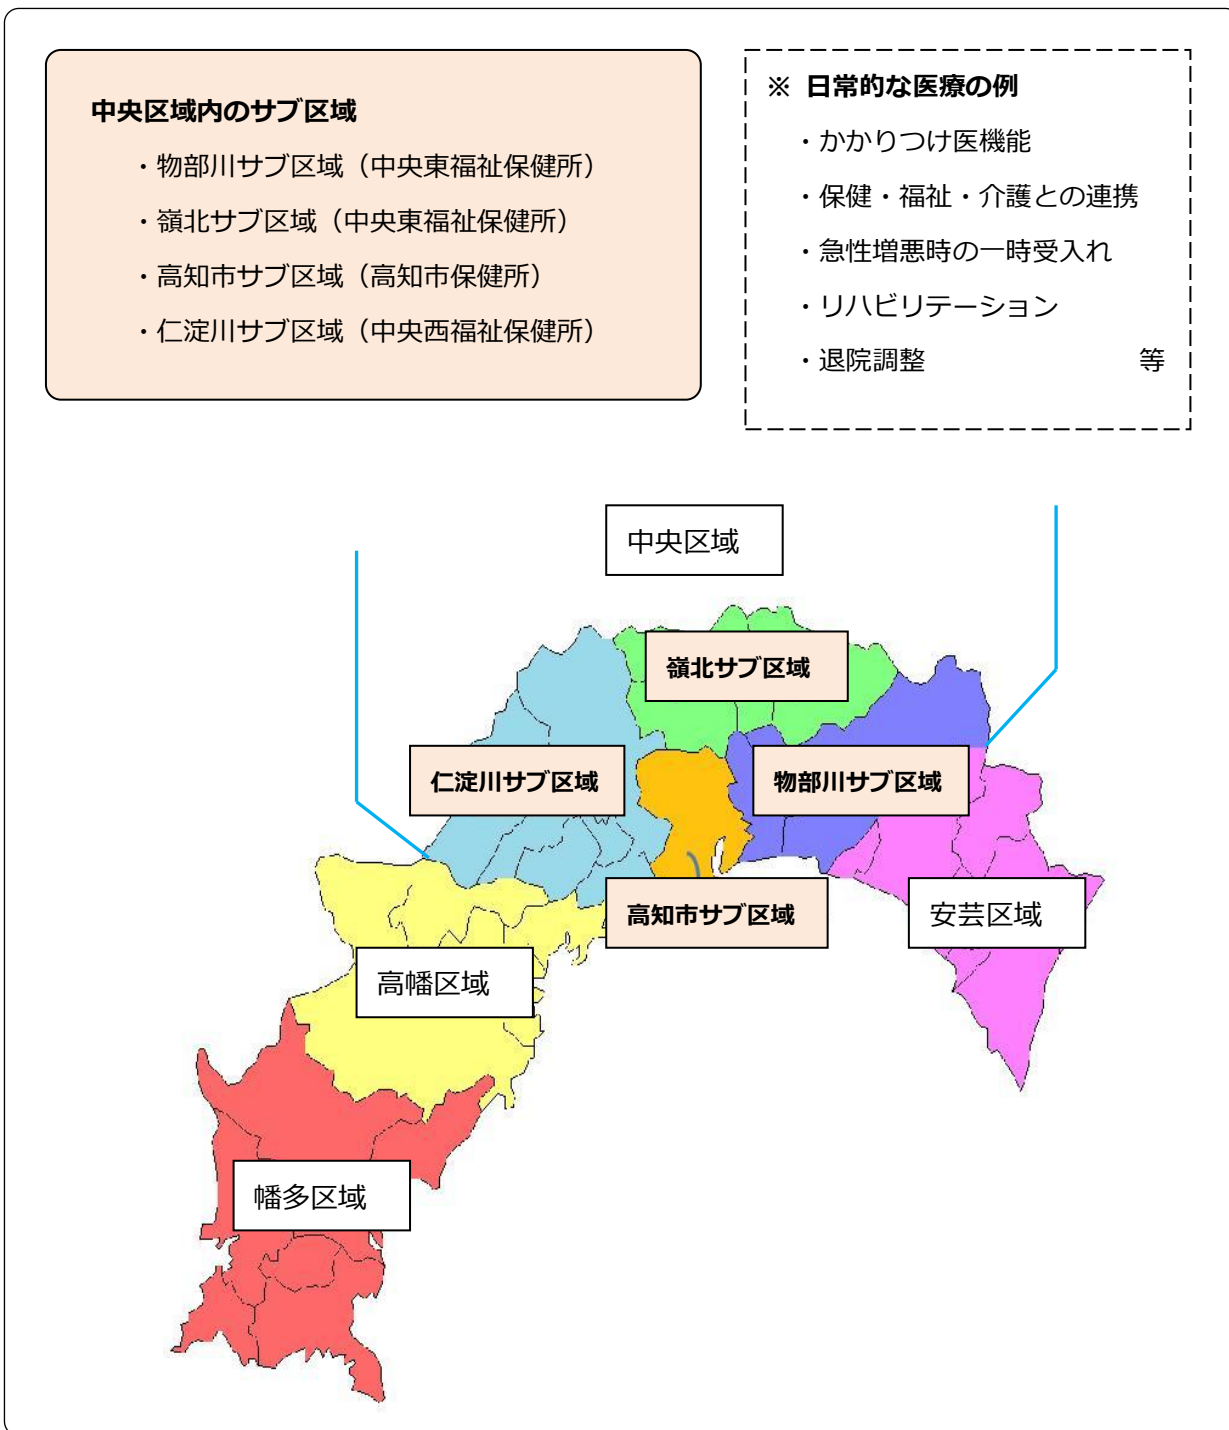 中央区域内のサブ区域
・物部川サブ区域（中央東福祉保健所）
・嶺北サブ区域（中央東福祉保健所）
・高知市サブ区域（高知市保健所）
・仁淀川サブ区域（中央西福祉保健所）
※ 日常的な医療の例
・かかりつけ医機能
・保健・福祉・介護との連携
・急性増悪時の一時受入れ
・リハビリテーション
・退院調整 等
中央区域
嶺北サブ区域
仁淀川サブ区域
物部川サブ区域
高知市サブ区域
安芸区域
高幡区域
幡多区域